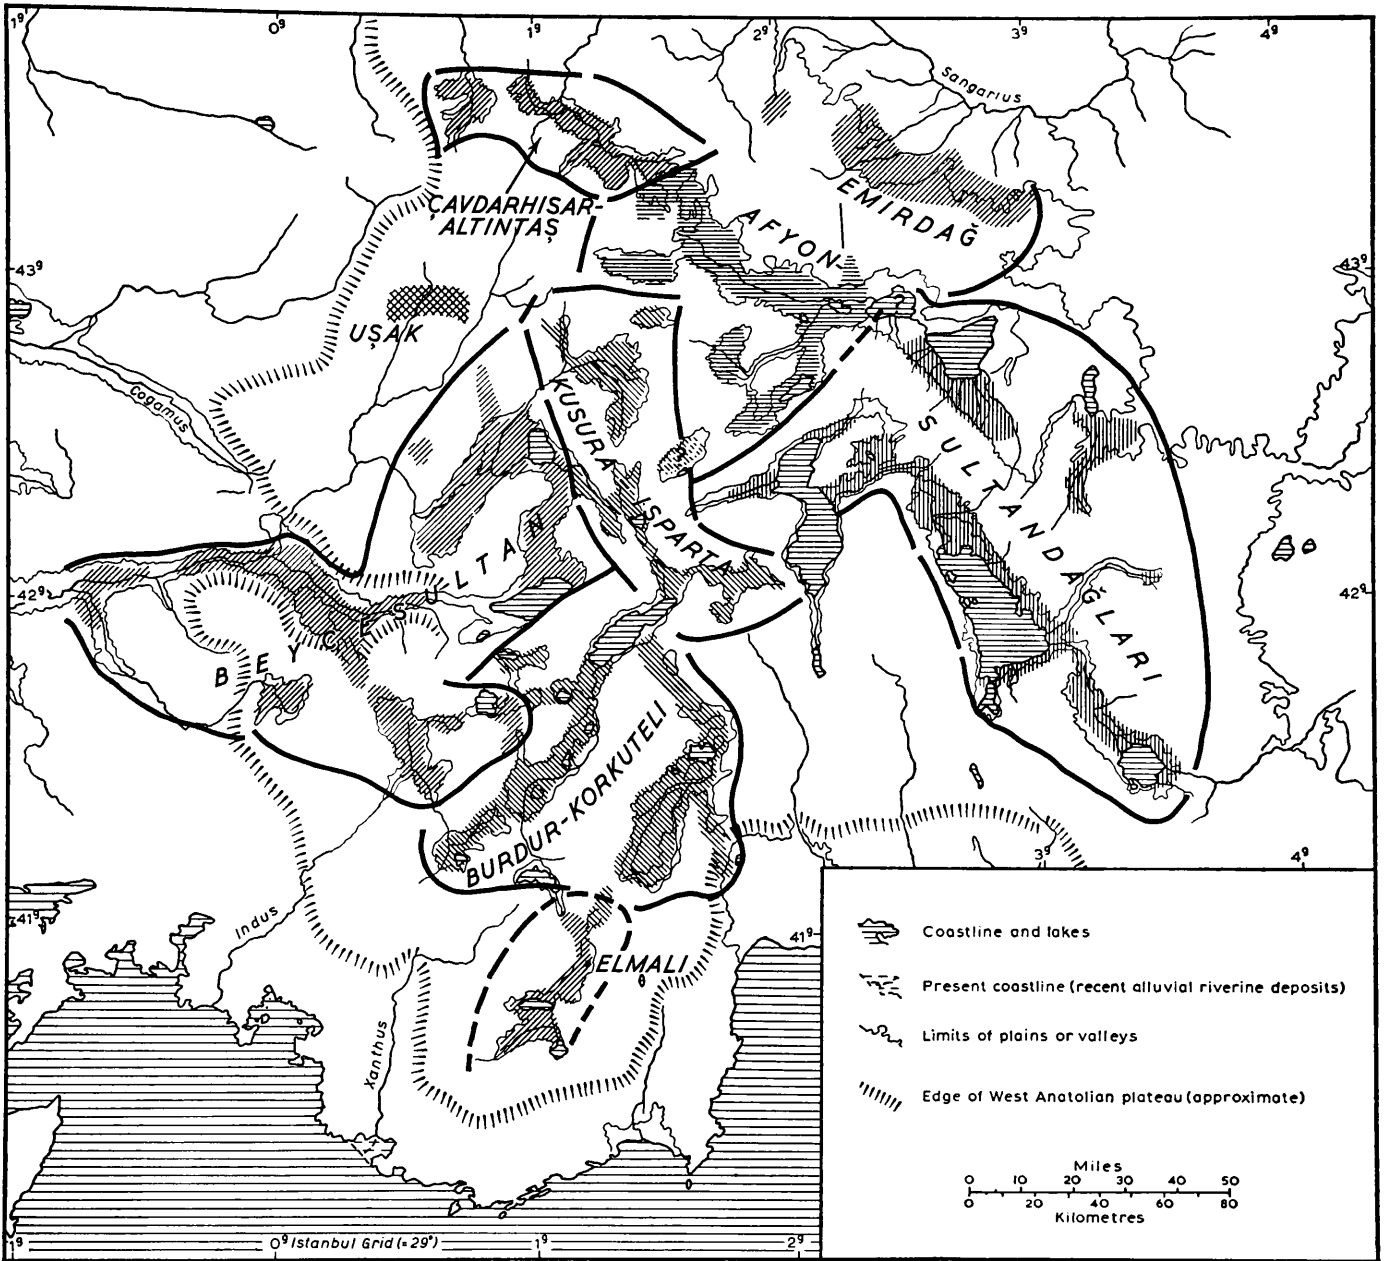 1⁹ 0⁹ 1⁹ 2⁹ 3⁹ 4⁹
Sangarius
ÇAVDARHISAR-
ALTINTAŞ
EMIRDAĞ
AFYON-
43⁹ 43⁹
?
UŞAK
Cogamus
KUSURA
?
ISPARTA
SULTANDAĞLARI
42⁹ 42⁹
BEYCESULTAN
BURDUR-KORKUTELI
3⁹ 4⁹
Indus
41⁹ 41⁹
ELMALI
Xanthus
Coastline and lakes
Present coastline (recent alluvial riverine deposits)
Limits of plains or valleys
Edge of West Anatolian plateau (approximate)
Miles
0 10 20 30 40 50
0 20 40 60 80
Kilometres
1⁹ 0⁹ Istanbul Grid (= 29°) 1⁹ 2⁹